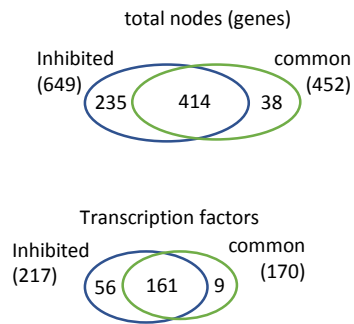 total nodes (genes)
Inhibited
(649)
common
(452)
235
414
38
Transcription factors
Inhibited
(217)
common
(170)
56
161
9